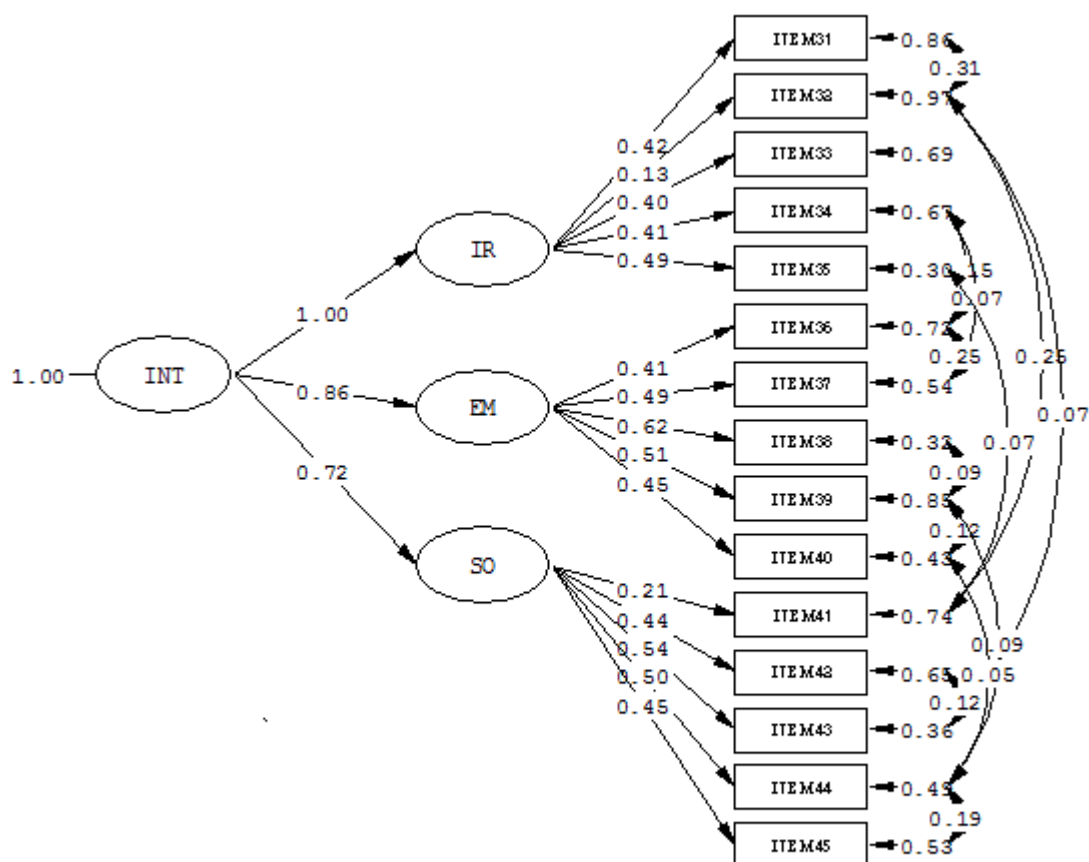 ITEM31 0.86
0.31
ITEM32 0.97
0.42
ITEM33 0.69
0.13
0.40
ITEM34 0.67
0.41
IR
0.49 ITEM35 0.30 .15
0.07
1.00
ITEM36 0.72
0.25 0.25
0.41
1.00 INT
ITEM37 0.54
0.86 0.49
EM
0.07
0.62
ITEM38 0.07
0.51
0.72 0.09
0.45
ITEM39 0.85
0.12
ITEM40 0.43
SO
0.21
ITEM41 0.74
0.44
0.54 0.09
ITEM42 0.65 0.05
0.50
0.12
0.45
ITEM43 0.36
ITEM44 0.49
0.19
ITEM45 0.53